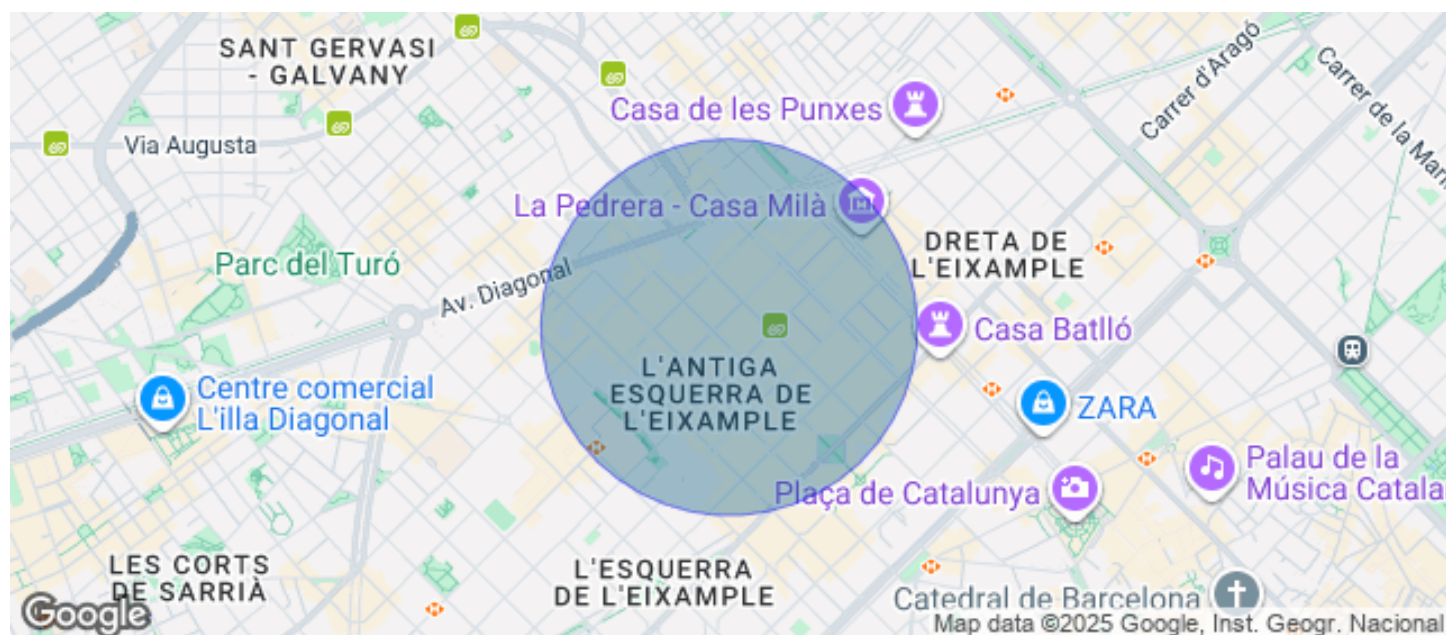 SANT GERVASI
- GALVANY
Via Augusta
Casa de les Punxes
Carrer d'Aragó
Carrer de la Mari
La Pedrera - Casa Milà
DRETA DE
L'EIXAMPLE
Parc del Turó
Av. Diagonal
Casa Batlló
L'ANTIGA
ESQUERRA DE
L'EIXAMPLE
Centre comercial
L'illa Diagonal
ZARA
Plaça de Catalunya
Palau de la
Música Catala
LES CORTS
DE SARRIÀ
L'ESQUERRA
DE L'EIXAMPLE
Catedral de Barcelona
Google
Map data ©2025 Google, Inst. Geogr. Nacional